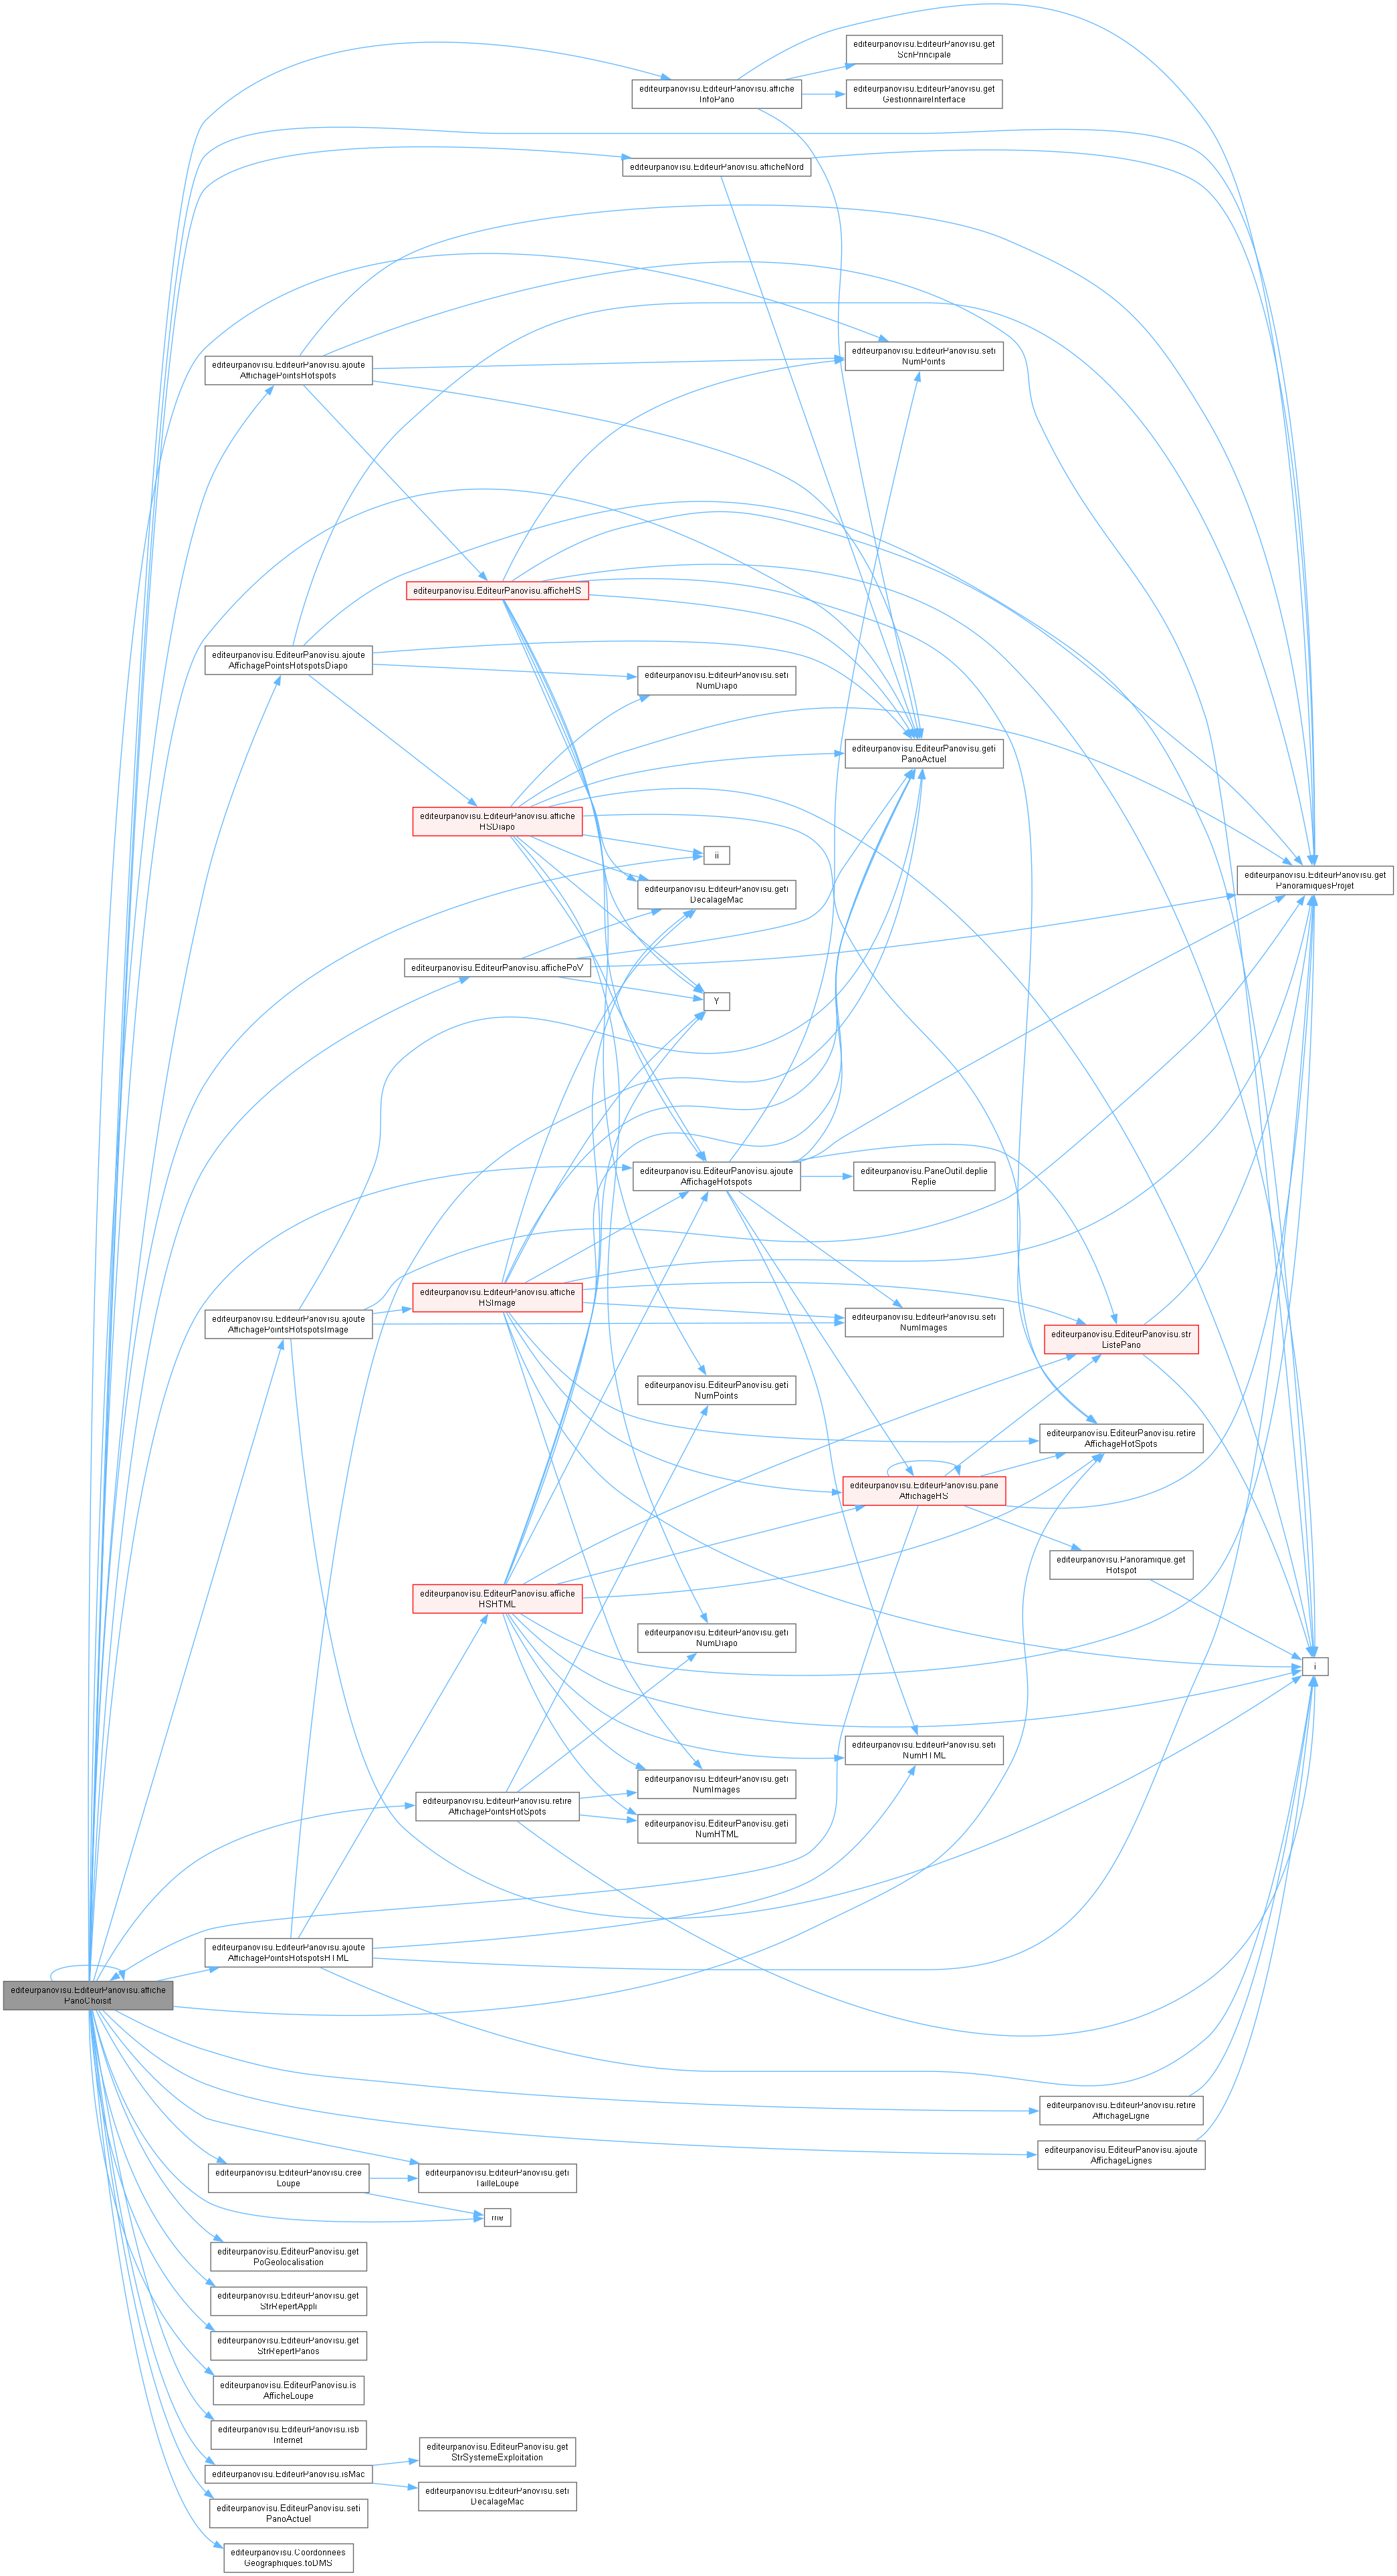 editeurpanovisu.EditeurPanovisu.get
ScnPrincipale
editeurpanovisu.EditeurPanovisu.affiche
InfoPano
editeurpanovisu.EditeurPanovisu.get
GestionnaireInterface
editeurpanovisu.EditeurPanovisu.afficheNord
editeurpanovisu.EditeurPanovisu.ajoute
AffichagePointsHotspots
editeurpanovisu.EditeurPanovisu.seti
NumPoints
editeurpanovisu.EditeurPanovisu.afficheHS
editeurpanovisu.EditeurPanovisu.ajoute
AffichagePointsHotspotsDiapo
editeurpanovisu.EditeurPanovisu.seti
NumDiapo
editeurpanovisu.EditeurPanovisu.geti
PanoActuel
editeurpanovisu.EditeurPanovisu.affiche
HSDiapo
ii
editeurpanovisu.EditeurPanovisu.geti
DecalageMac
editeurpanovisu.EditeurPanovisu.get
PanoramiquesProjet
editeurpanovisu.EditeurPanovisu.affichePoV
Y
editeurpanovisu.EditeurPanovisu.ajoute
AffichageHotspots
editeurpanovisu.PaneOutil.deplie
Replie
editeurpanovisu.EditeurPanovisu.affiche
HSImage
editeurpanovisu.EditeurPanovisu.ajoute
AffichagePointsHotspotsImage
editeurpanovisu.EditeurPanovisu.seti
NumImages
editeurpanovisu.EditeurPanovisu.str
ListePano
editeurpanovisu.EditeurPanovisu.geti
NumPoints
editeurpanovisu.EditeurPanovisu.retire
AffichageHotSpots
editeurpanovisu.EditeurPanovisu.pane
AffichageHS
editeurpanovisu.Panoramique.get
Hotspot
editeurpanovisu.EditeurPanovisu.affiche
HSHTML
editeurpanovisu.EditeurPanovisu.geti
NumDiapo
i
editeurpanovisu.EditeurPanovisu.seti
NumHTML
editeurpanovisu.EditeurPanovisu.geti
NumImages
editeurpanovisu.EditeurPanovisu.retire
AffichagePointsHotSpots
editeurpanovisu.EditeurPanovisu.geti
NumHTML
editeurpanovisu.EditeurPanovisu.ajoute
AffichagePointsHotspotsHTML
editeurpanovisu.EditeurPanovisu.affiche
PanoChoisit
editeurpanovisu.EditeurPanovisu.retire
AffichageLigne
editeurpanovisu.EditeurPanovisu.ajoute
AffichageLignes
editeurpanovisu.EditeurPanovisu.cree
Loupe
editeurpanovisu.EditeurPanovisu.geti
TailleLoupe
me
editeurpanovisu.EditeurPanovisu.get
PoGeolocalisation
editeurpanovisu.EditeurPanovisu.get
StrRepertAppli
editeurpanovisu.EditeurPanovisu.get
StrRepertPanos
editeurpanovisu.EditeurPanovisu.is
AfficheLoupe
editeurpanovisu.EditeurPanovisu.isb
Internet
editeurpanovisu.EditeurPanovisu.get
StrSystemeExploitation
editeurpanovisu.EditeurPanovisu.isMac
editeurpanovisu.EditeurPanovisu.seti
DecalageMac
editeurpanovisu.EditeurPanovisu.seti
PanoActuel
editeurpanovisu.Coordonnees
Geographiques.toDMS